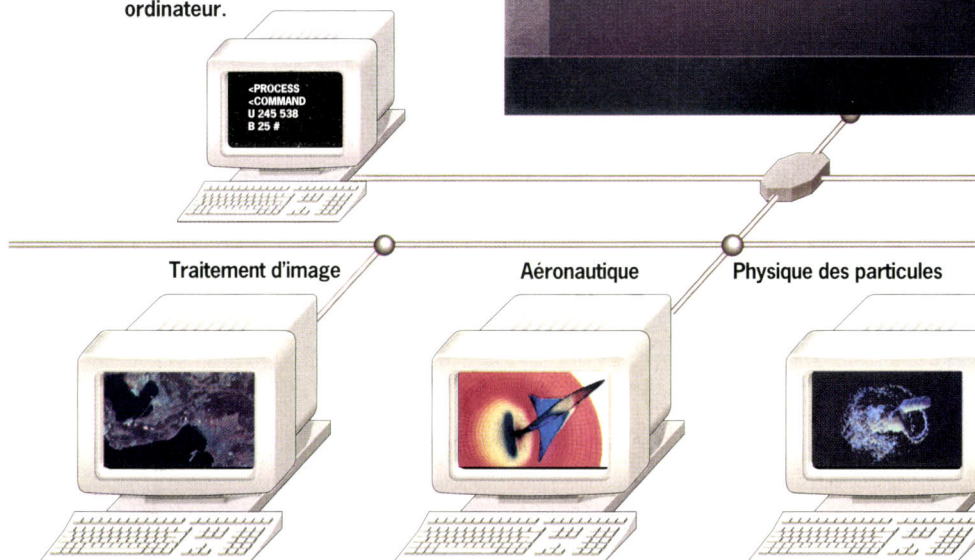 ordinateur.
<PROCESS
<COMMAND
U 245 538
B 25 #
Traitement d'image
Aéronautique
Physique des particules